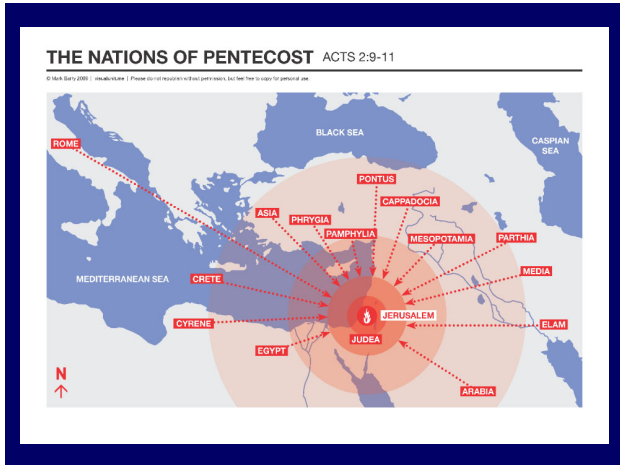 THE NATIONS OF PENTECOST ACTS 2:9-11
© Mark Barry 2009 | visualunit.me | Please do not republish without permission, but feel free to copy for personal use.
BLACK SEA
CASPIAN
SEA
ROME
PONTUS
CAPPADOCIA
ASIA
PHRYGIA
PAMPHYLIA
MESOPOTAMIA
PARTHIA
MEDIA
MEDITERRANEAN SEA
CRETE
CYRENE
JERUSALEM
ELAM
JUDEA
EGYPT
N
ARABIA